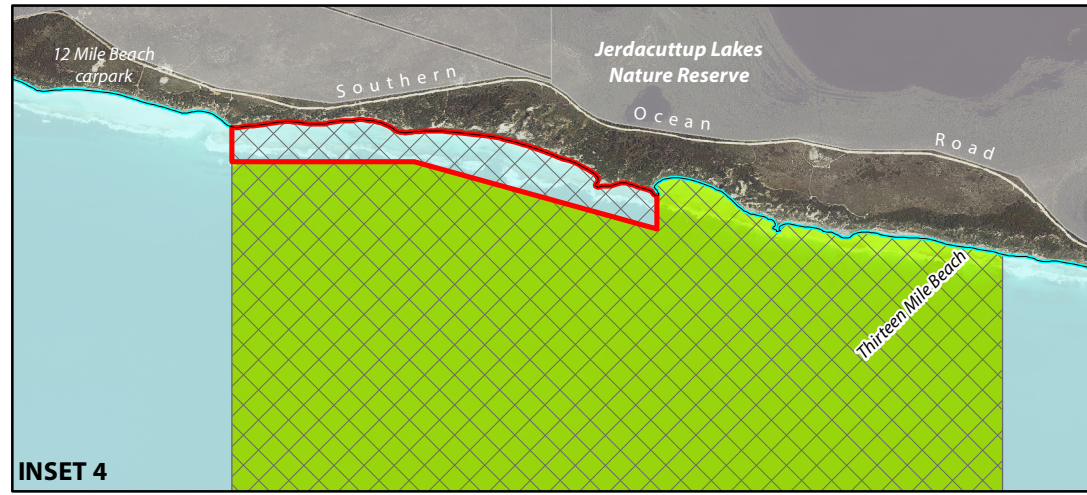 12 Mile Beach
carpark
Southern
Ocean
Road
Jerdacuttup Lakes
Nature Reserve
Thirteen Mile Beach
INSET 4